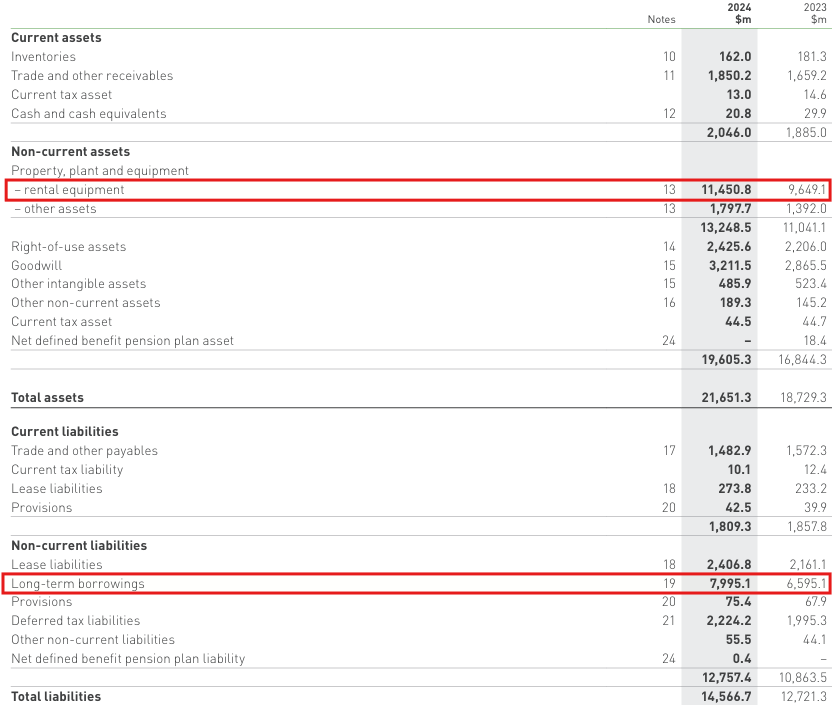 2024 2023
Notes $m $m
Current assets
Inventories 10 162.0 181.3
Trade and other receivables 11 1,850.2 1,659.2
Current tax asset 13.0 14.6
Cash and cash equivalents 12 20.8 29.9
2,046.0 1,885.0
Non-current assets
Property, plant and equipment
– rental equipment 13 11,450.8 9,649.1
– other assets 13 1,797.7 1,392.0
13,248.5 11,041.1
Right-of-use assets 14 2,425.6 2,206.0
Goodwill 15 3,211.5 2,865.5
Other intangible assets 15 485.9 523.4
Other non-current assets 16 189.3 145.2
Current tax asset 44.5 44.7
Net defined benefit pension plan asset 24 – 18.4
19,605.3 16,844.3
Total assets 21,651.3 18,729.3
Current liabilities
Trade and other payables 17 1,482.9 1,572.3
Current tax liability 10.1 12.4
Lease liabilities 18 273.8 233.2
Provisions 20 42.5 39.9
1,809.3 1,857.8
Non-current liabilities
Lease liabilities 18 2,406.8 2,161.1
Long-term borrowings 19 7,995.1 6,595.1
Provisions 20 75.4 67.9
Deferred tax liabilities 21 2,224.2 1,995.3
Other non-current liabilities 55.5 44.1
Net defined benefit pension plan liability 24 0.4 –
12,757.4 10,863.5
Total liabilities 14,566.7 12,721.3